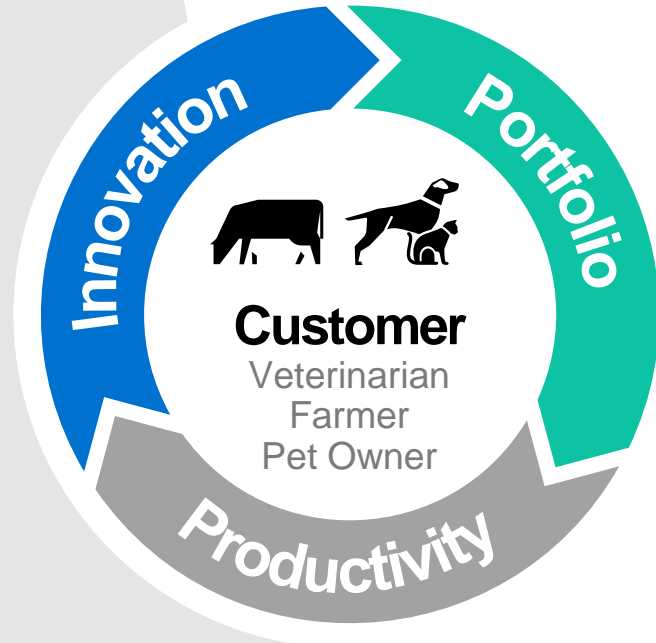 Innovation
Portfolio
Customer
Veterinarian
Farmer
Pet Owner
Productivity